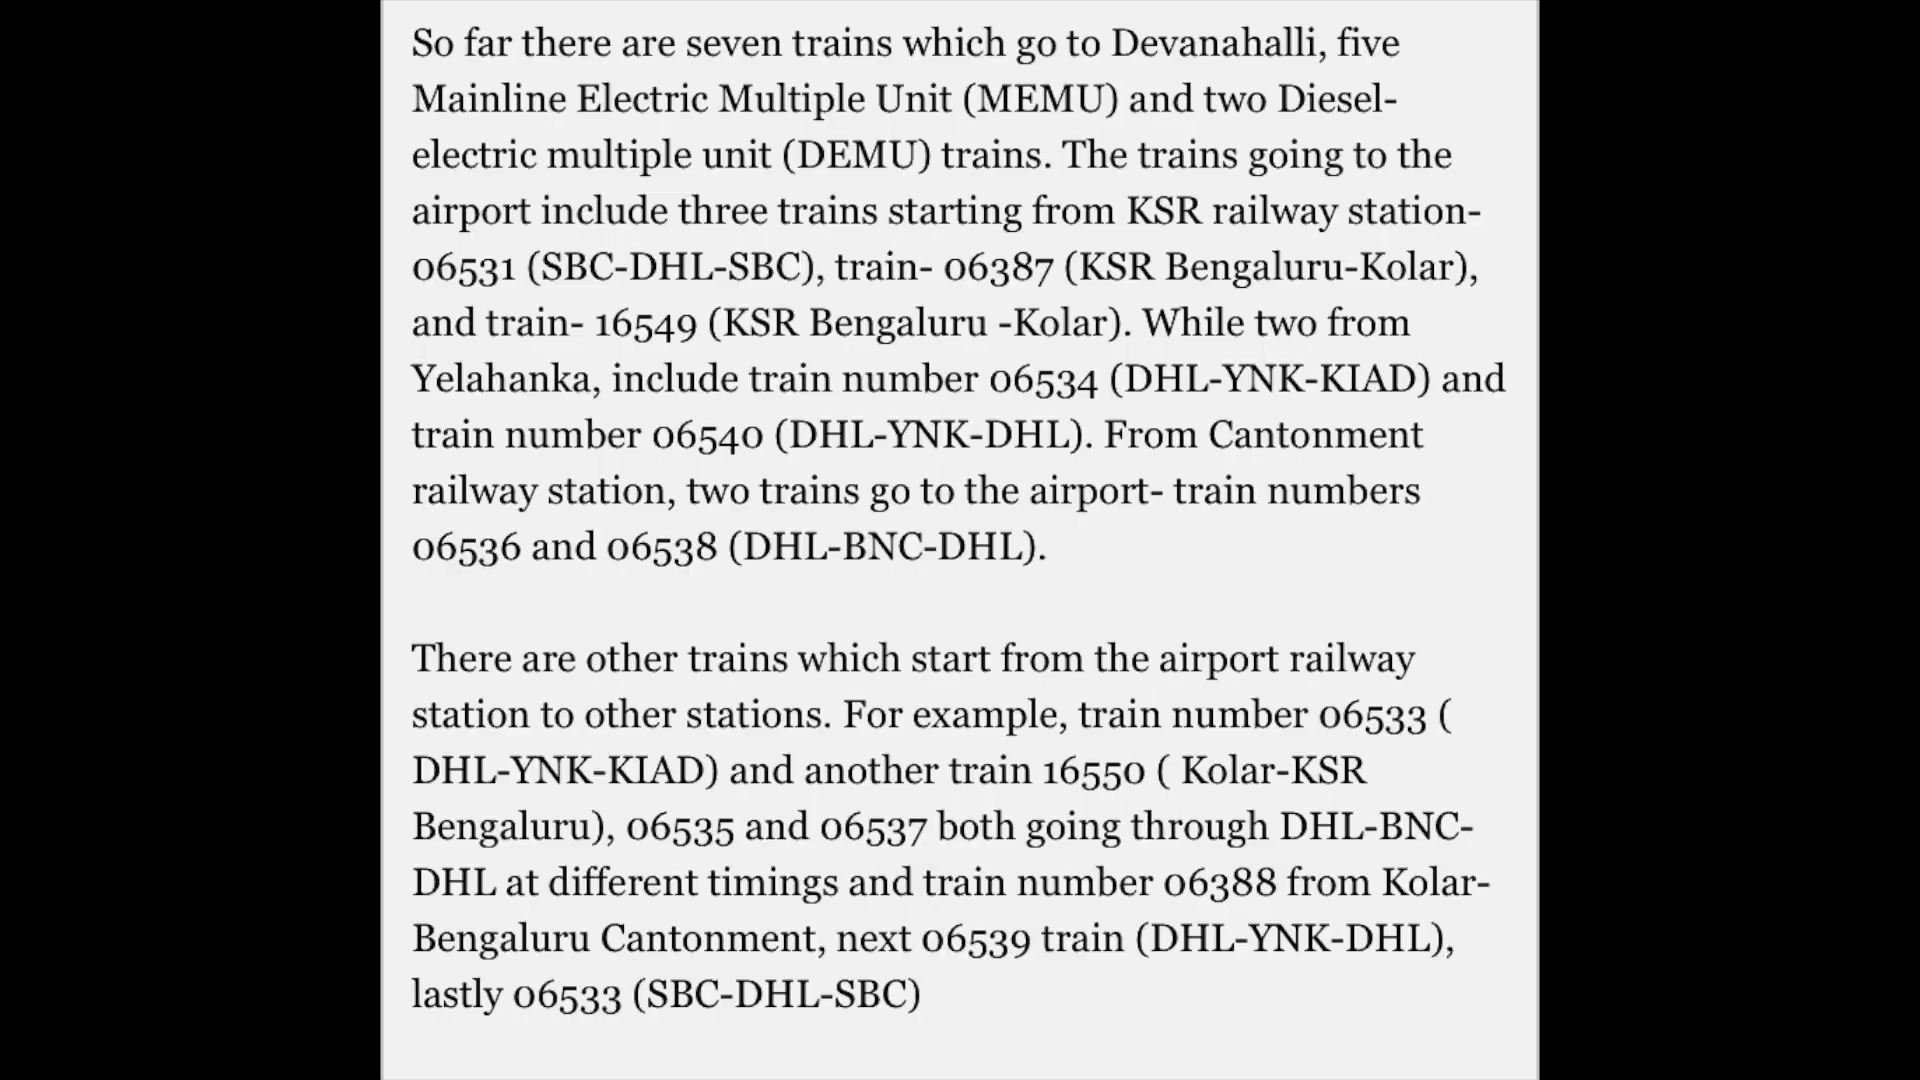 So far there are seven trains which go to Devanahalli, five
Mainline Electric Multiple Unit (MEMU) and two Diesel-
electric multiple unit (DEMU) trains. The trains going to the
airport include three trains starting from KSR railway station-
06531 (SBC-DHL-SBC), train- 06387 (KSR Bengaluru-Kolar),
and train- 16549 (KSR Bengaluru -Kolar). While two from
Yelahanka, include train number 06534 (DHL-YNK-KIAD) and
train number 06540 (DHL-YNK-DHL). From Cantonment
railway station, two trains go to the airport- train numbers
06536 and 06538 (DHL-BNC-DHL).
There are other trains which start from the airport railway
station to other stations. For example, train number 06533 (
DHL-YNK-KIAD) and another train 16550 ( Kolar-KSR
Bengaluru), 06535 and 06537 both going through DHL-BNC-
DHL at different timings and train number 06388 from Kolar-
Bengaluru Cantonment, next 06539 train (DHL-YNK-DHL),
lastly 06533 (SBC-DHL-SBC)